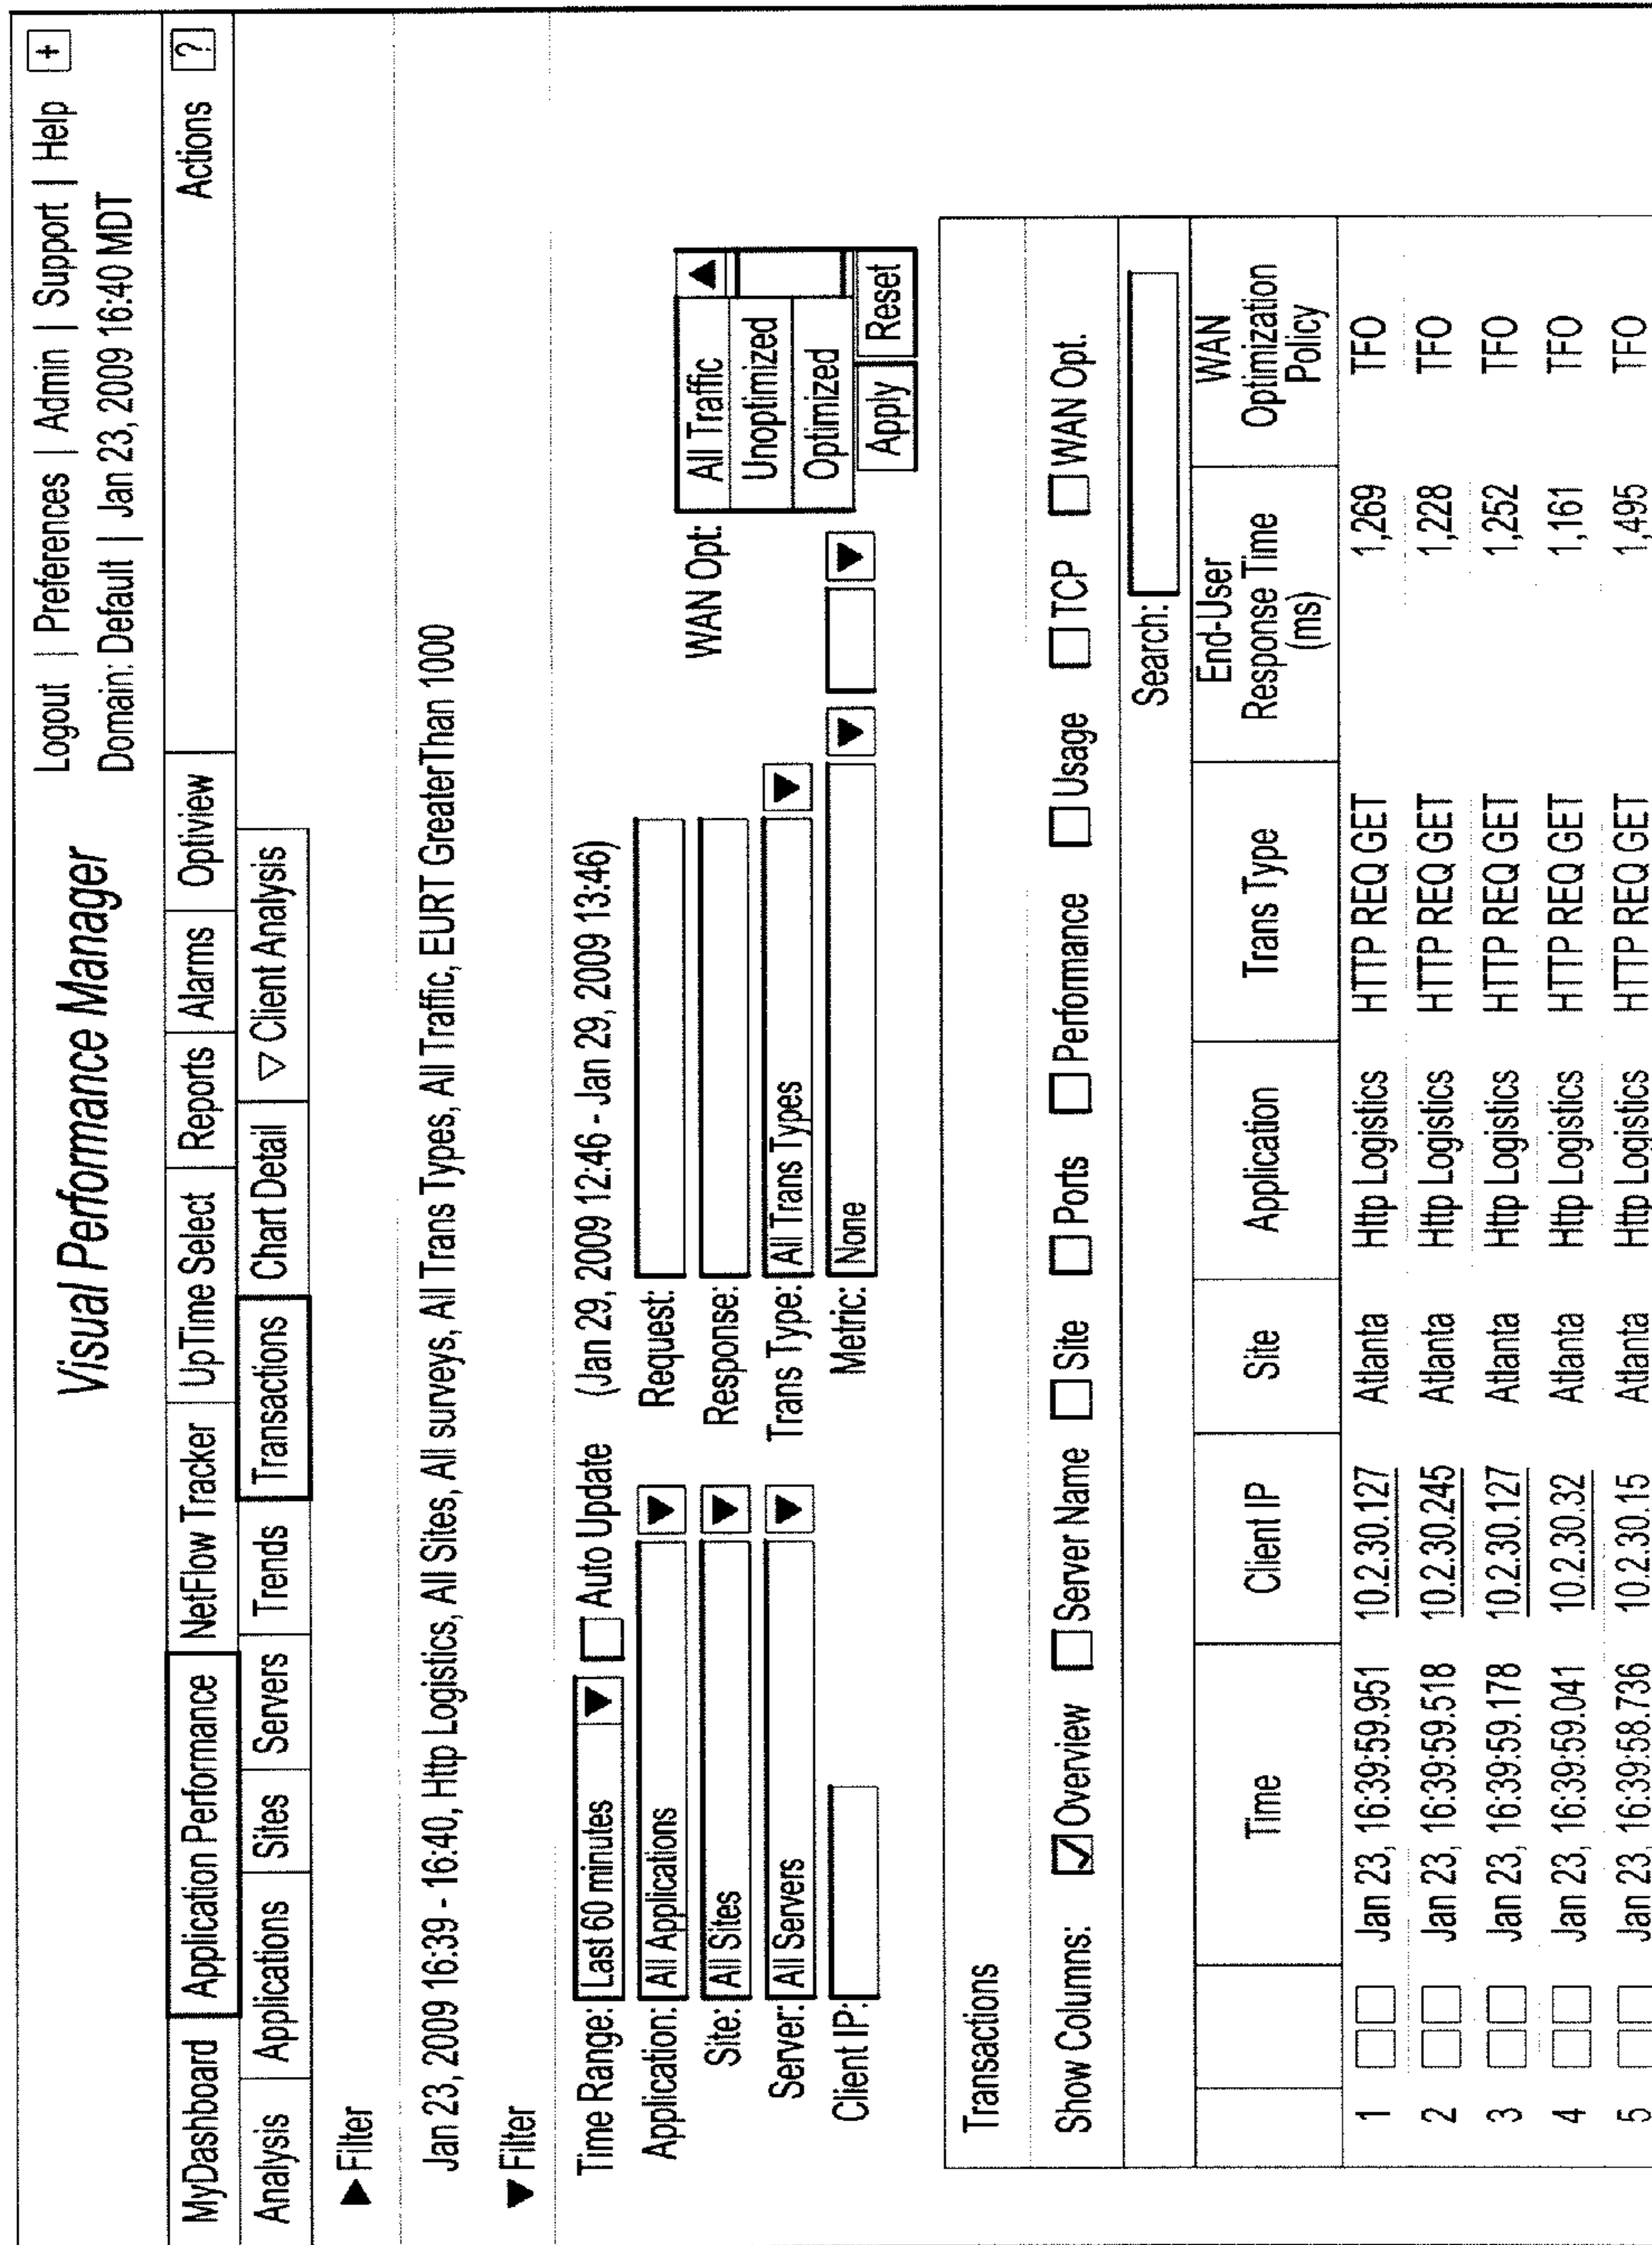 Visual Performance Manager
Logout | Preferences | Admin | Support | Help +
Domain: Default | Jan 23, 2009 16:40 MDT
MyDashboard Application Performance NetFlow Tracker UpTime Select Reports Alarms Optiview Actions ?
Analysis Applications Sites Servers Trends Transactions Chart Detail ▽ Client Analysis
▶ Filter
Jan 23, 2009 16:39 - 16:40, Http Logistics, All Sites, All surveys, All Trans Types, All Traffic, EURT GreaterThan 1000
▼ Filter
Time Range: Last 60 minutes ▼ Auto Update (Jan 29, 2009 12:46 - Jan 29, 2009 13:46)
Application: All Applications ▼ Request: WAN Opt: All Traffic ▲
Site: All Sites ▼ Response: Unoptimized
Server: All Servers ▼ Trans Type: All Trans Types ▼ Optimized
Client IP: Metric: None ▼ ▼ Apply Reset
Transactions
Show Columns: Overview Server Name Site Ports Performance Usage TCP WAN Opt.
Search:
Time Client IP Site Application Trans Type End-User Response Time (ms) WAN Optimization Policy
1 Jan 23, 16:39:59.951 10.2.30.127 Atlanta Http Logistics HTTP REQ GET 1,269 TFO
2 Jan 23, 16:39:59.518 10.2.30.245 Atlanta Http Logistics HTTP REQ GET 1,228 TFO
3 Jan 23, 16:39:59.178 10.2.30.127 Atlanta Http Logistics HTTP REQ GET 1,252 TFO
4 Jan 23, 16:39:59.041 10.2.30.32 Atlanta Http Logistics HTTP REQ GET 1,161 TFO
5 Jan 23, 16:39:58.736 10.2.30.15 Atlanta Http Logistics HTTP REQ GET 1,495 TFO